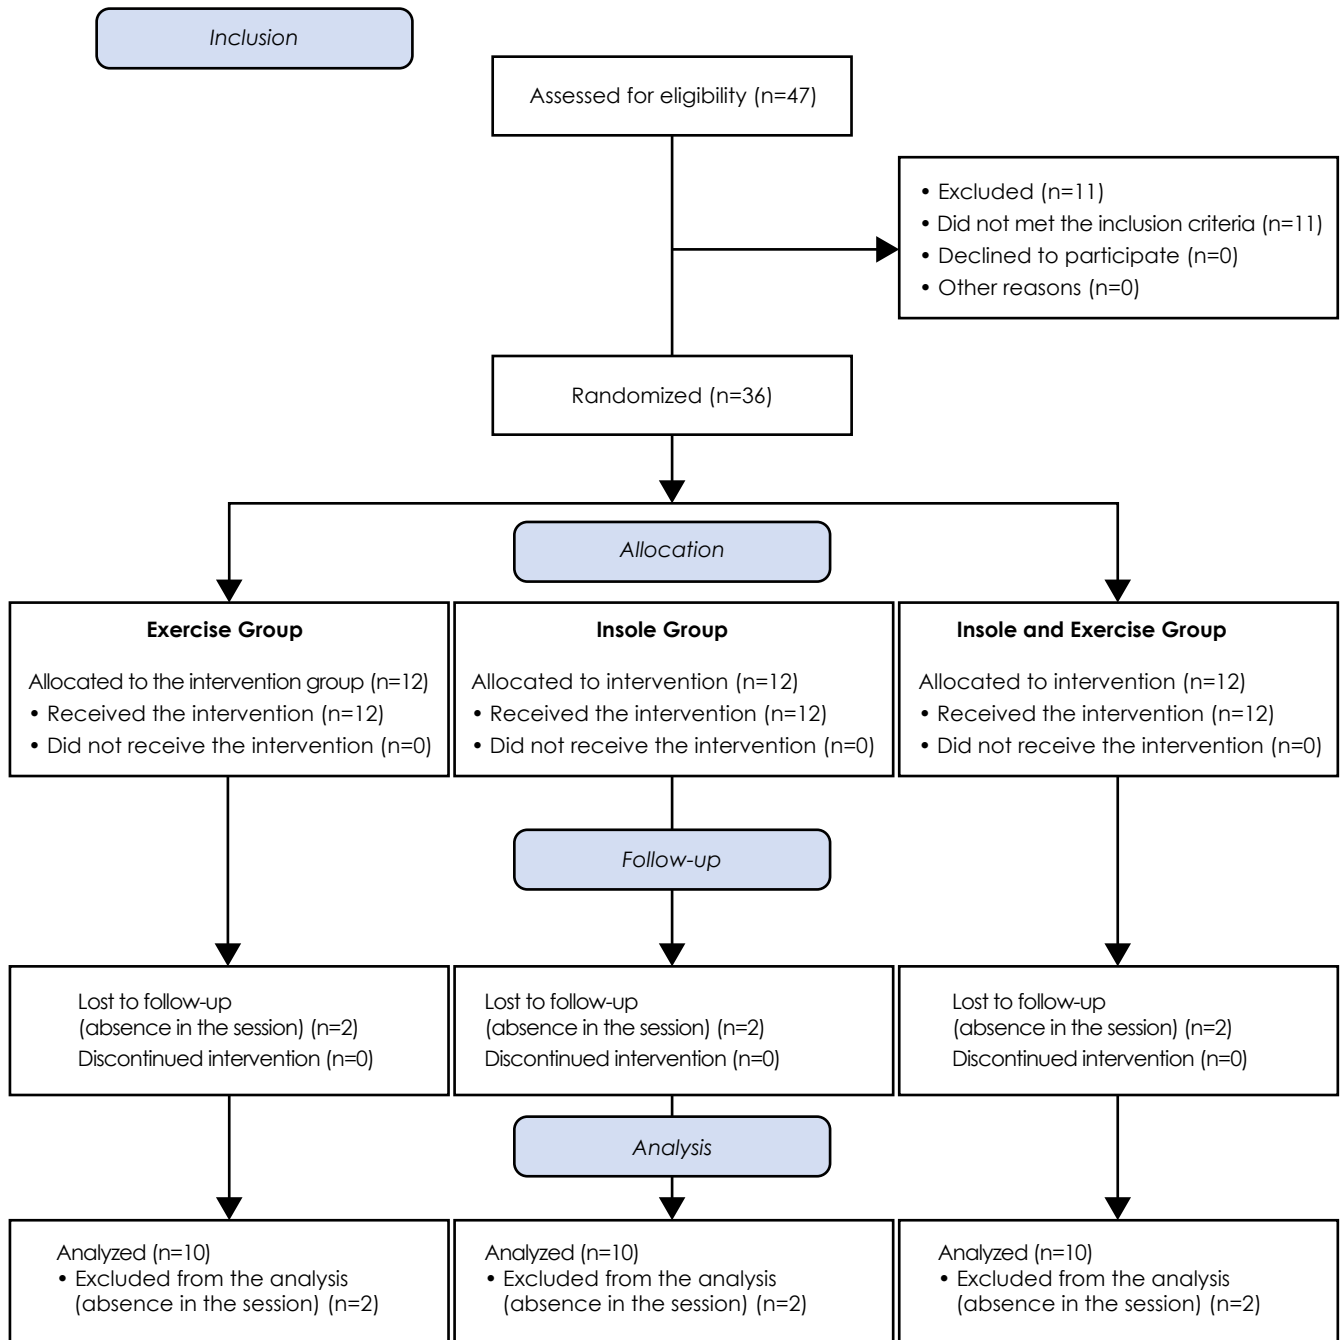 Inclusion
Assessed for eligibility (n=47)
• Excluded (n=11)
• Did not met the inclusion criteria (n=11)
• Declined to participate (n=0)
• Other reasons (n=0)
Randomized (n=36)
Allocation
Exercise Group
Allocated to the intervention group (n=12)
• Received the intervention (n=12)
• Did not receive the intervention (n=0)
Insole Group
Allocated to intervention (n=12)
• Received the intervention (n=12)
• Did not receive the intervention (n=0)
Insole and Exercise Group
Allocated to intervention (n=12)
• Received the intervention (n=12)
• Did not receive the intervention (n=0)
Follow-up
Lost to follow-up
(absence in the session) (n=2)
Discontinued intervention (n=0)
Lost to follow-up
(absence in the session) (n=2)
Discontinued intervention (n=0)
Lost to follow-up
(absence in the session) (n=2)
Discontinued intervention (n=0)
Analysis
Analyzed (n=10)
• Excluded from the analysis
(absence in the session) (n=2)
Analyzed (n=10)
• Excluded from the analysis
(absence in the session) (n=2)
Analyzed (n=10)
• Excluded from the analysis
(absence in the session) (n=2)